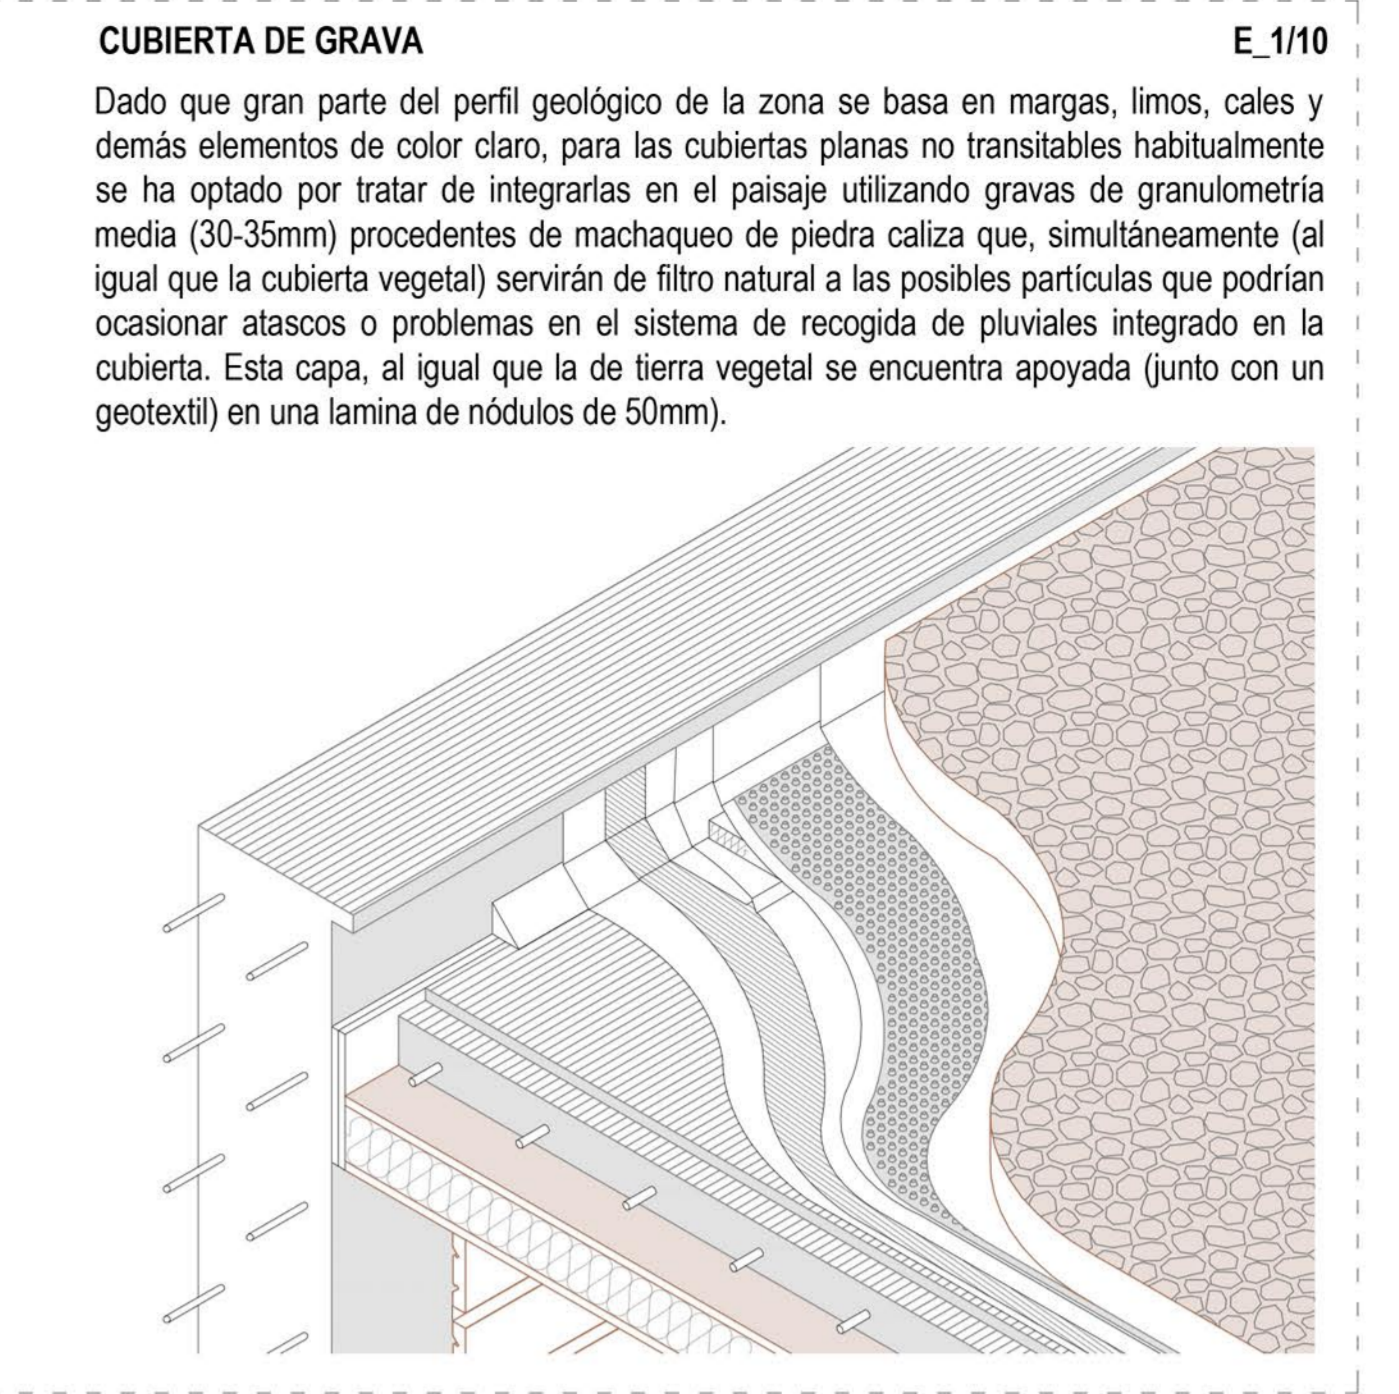 CUBIERTA DE GRAVA E_1/10
Dado que gran parte del perfil geológico de la zona se basa en margas, limos, cales y
demás elementos de color claro, para las cubiertas planas no transitables habitualmente
se ha optado por tratar de integrarlas en el paisaje utilizando gravas de granulometría
media (30-35mm) procedentes de machaqueo de piedra caliza que, simultáneamente (al
igual que la cubierta vegetal) servirán de filtro natural a las posibles partículas que podrían
ocasionar atascos o problemas en el sistema de recogida de pluviales integrado en la
cubierta. Esta capa, al igual que la de tierra vegetal se encuentra apoyada (junto con un
geotextil) en una lamina de nódulos de 50mm).